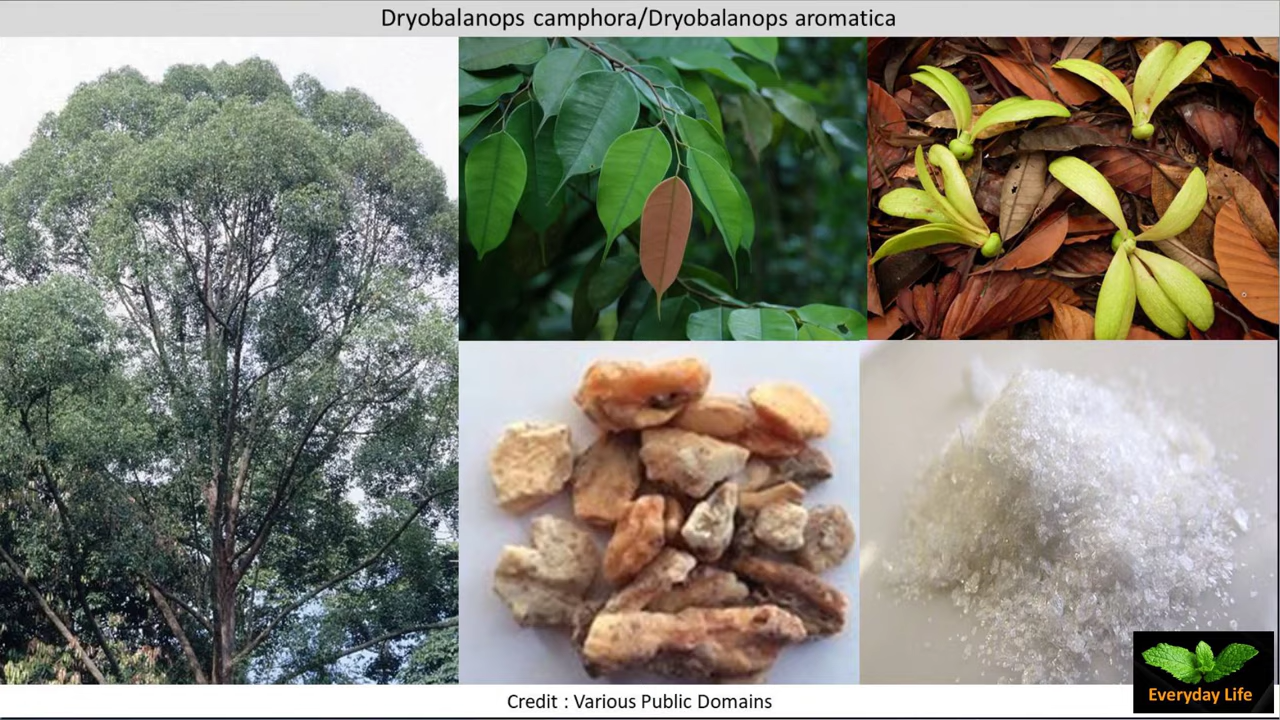 Dryobalanops camphora/Dryobalanops aromatica
Credit : Various Public Domains
Everyday Life